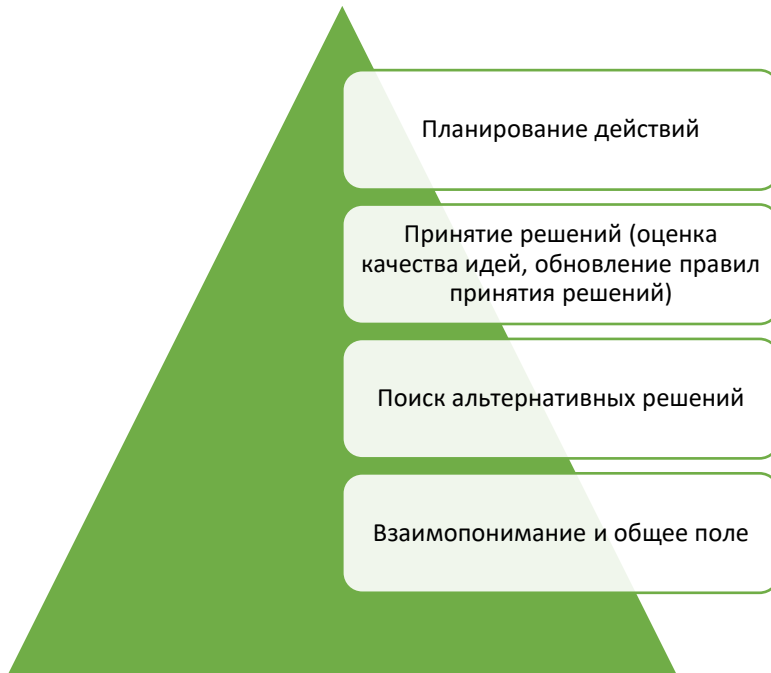 Планирование действий
Принятие решений (оценка
качества идей, обновление правил
принятия решений)
Поиск альтернативных решений
Взаимопонимание и общее поле